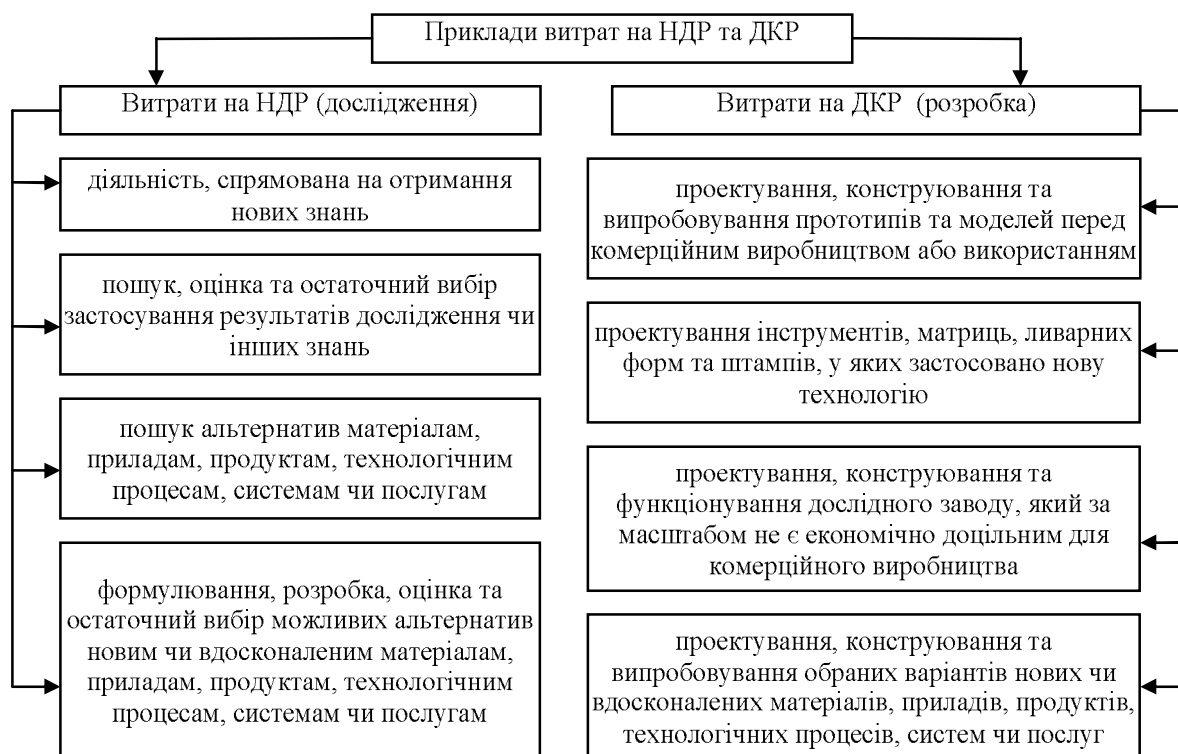 Приклади витрат на НДР та ДКР
Витрати на НДР (дослідження)
діяльність, спрямована на отримання
нових знань
пошук, оцінка та остаточний вибір
застосування результатів дослідження чи
інших знань
пошук альтернатив матеріалам,
приладам, продуктам, технологічним
процесам, системам чи послугам
формулювання, розробка, оцінка та
остаточний вибір можливих альтернатив
новим чи вдосконаленим матеріалам,
приладам, продуктам, технологічним
процесам, системам чи послугам
Витрати на ДКР (розробка)
проектування, конструювання та
випробовування прототипів та моделей перед
комерційним виробництвом або використанням
проектування інструментів, матриць, ливарних
форм та штампів, у яких застосовано нову
технологію
проектування, конструювання та
функціонування дослідного заводу, який за
масштабом не є економічно доцільним для
комерційного виробництва
проектування, конструювання та
випробовування обраних варіантів нових чи
вдосконалених матеріалів, приладів, продуктів,
технологічних процесів, систем чи послуг